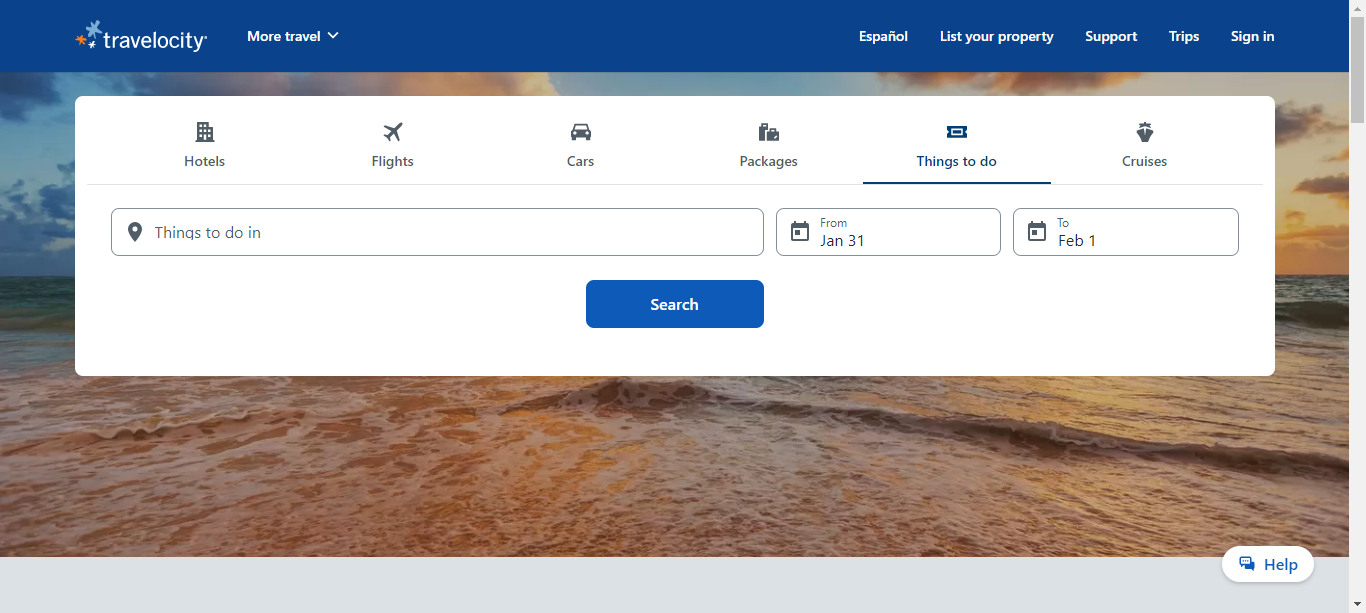 travelocity
More travel
Español
List your property
Support
Trips
Sign in
Hotels
Flights
Cars
Packages
Things to do
Cruises
Things to do in
From
Jan 31
To
Feb 1
Search
Help